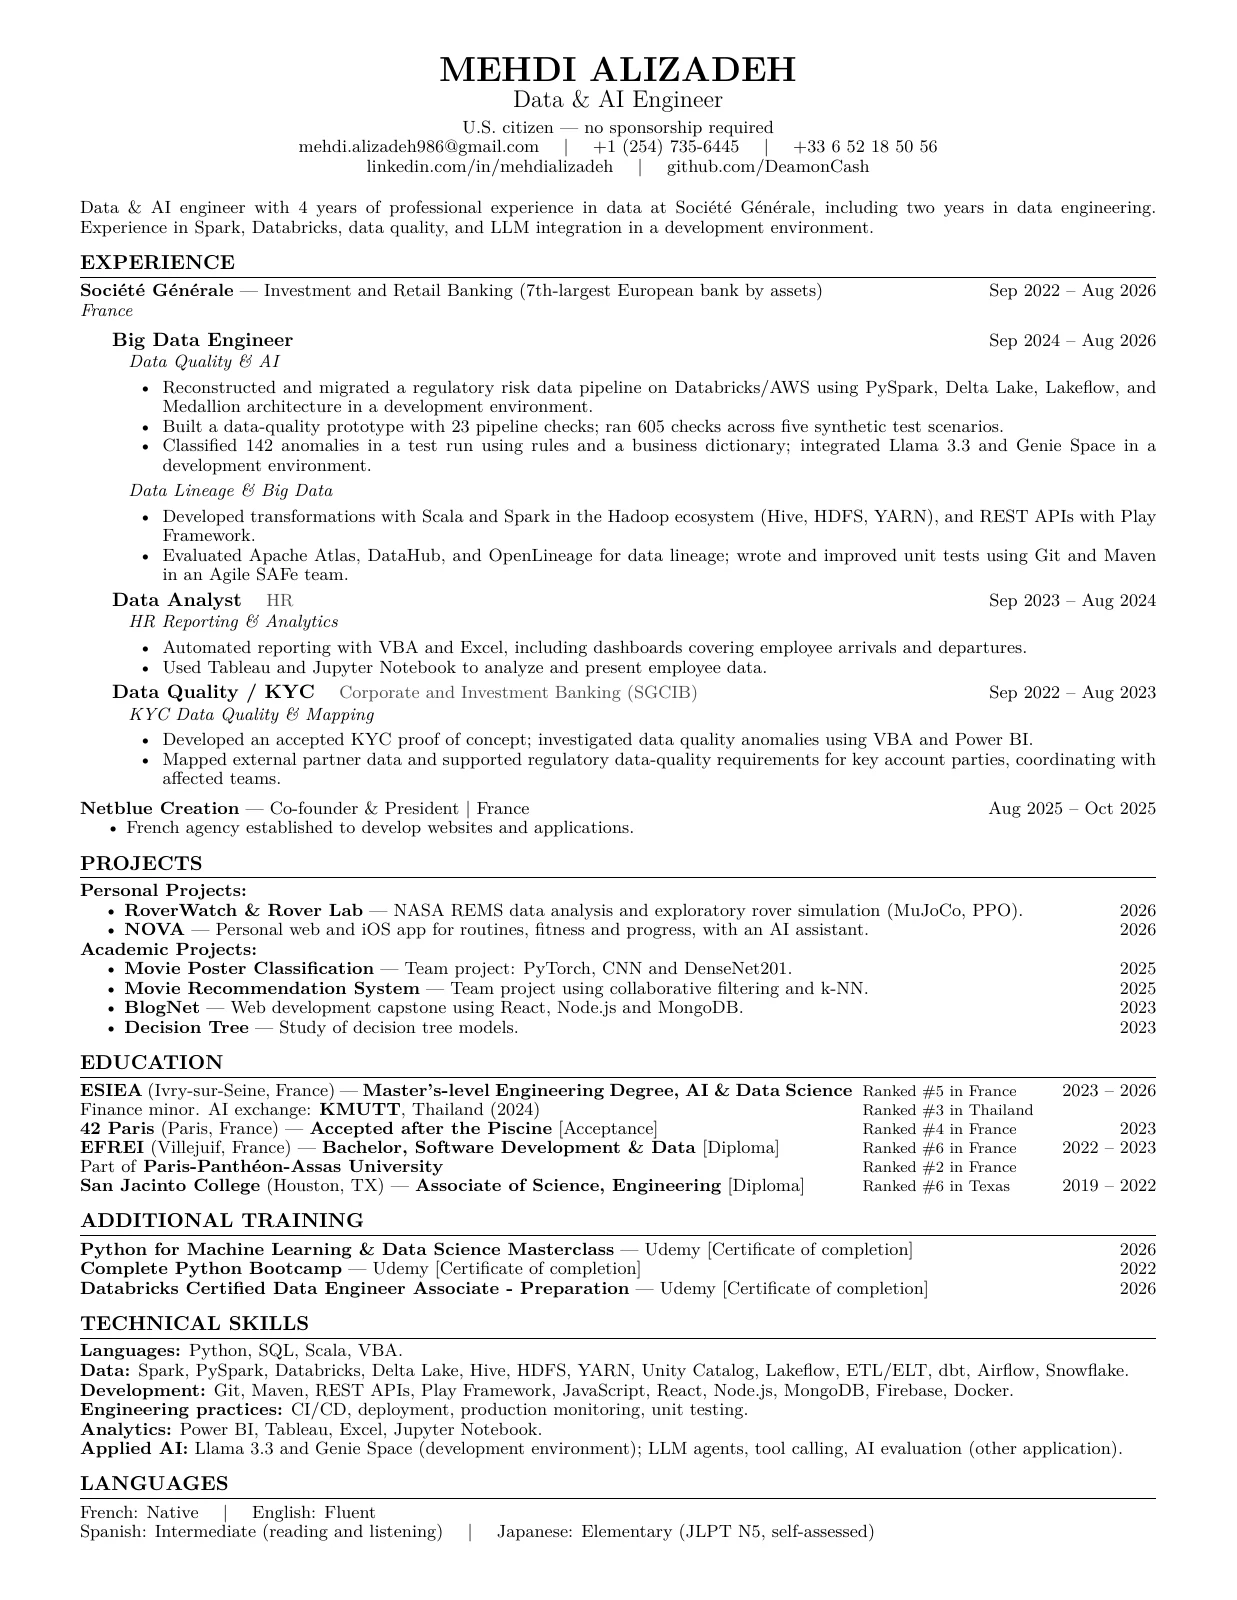 MEHDI ALIZADEH
Data & AI Engineer
U.S. citizen — no sponsorship required
mehdi.alizadeh986@gmail.com | +1 (254) 735-6445 | +33 6 52 18 50 56
linkedin.com/in/mehdializadeh | github.com/DeamonCash
Data & AI engineer with 4 years of professional experience in data at Société Générale, including two years in data engineering.
Experience in Spark, Databricks, data quality, and LLM integration in a development environment.
EXPERIENCE
Société Générale — Investment and Retail Banking (7th-largest European bank by assets) Sep 2022 – Aug 2026
France
Big Data Engineer Sep 2024 – Aug 2026
Data Quality & AI
• Reconstructed and migrated a regulatory risk data pipeline on Databricks/AWS using PySpark, Delta Lake, Lakeflow, and
Medallion architecture in a development environment.
• Built a data-quality prototype with 23 pipeline checks; ran 605 checks across five synthetic test scenarios.
• Classified 142 anomalies in a test run using rules and a business dictionary; integrated Llama 3.3 and Genie Space in a
development environment.
Data Lineage & Big Data
• Developed transformations with Scala and Spark in the Hadoop ecosystem (Hive, HDFS, YARN), and REST APIs with Play
Framework.
• Evaluated Apache Atlas, DataHub, and OpenLineage for data lineage; wrote and improved unit tests using Git and Maven
in an Agile SAFe team.
Data Analyst HR Sep 2023 – Aug 2024
HR Reporting & Analytics
• Automated reporting with VBA and Excel, including dashboards covering employee arrivals and departures.
• Used Tableau and Jupyter Notebook to analyze and present employee data.
Data Quality / KYC Corporate and Investment Banking (SGCIB) Sep 2022 – Aug 2023
KYC Data Quality & Mapping
• Developed an accepted KYC proof of concept; investigated data quality anomalies using VBA and Power BI.
• Mapped external partner data and supported regulatory data-quality requirements for key account parties, coordinating with
affected teams.
Netblue Creation — Co-founder & President | France Aug 2025 – Oct 2025
• French agency established to develop websites and applications.
PROJECTS
Personal Projects:
• RoverWatch & Rover Lab — NASA REMS data analysis and exploratory rover simulation (MuJoCo, PPO). 2026
• NOVA — Personal web and iOS app for routines, fitness and progress, with an AI assistant. 2026
Academic Projects:
• Movie Poster Classification — Team project: PyTorch, CNN and DenseNet201. 2025
• Movie Recommendation System — Team project using collaborative filtering and k-NN. 2025
• BlogNet — Web development capstone using React, Node.js and MongoDB. 2023
• Decision Tree — Study of decision tree models. 2023
EDUCATION
ESIEA (Ivry-sur-Seine, France) — Master's-level Engineering Degree, AI & Data Science Ranked #5 in France 2023 – 2026
Finance minor. AI exchange: KMUTT, Thailand (2024) Ranked #3 in Thailand
42 Paris (Paris, France) — Accepted after the Piscine [Acceptance] Ranked #4 in France 2023
EFREI (Villejuif, France) — Bachelor, Software Development & Data [Diploma] Ranked #6 in France 2022 – 2023
Part of Paris-Panthéon-Assas University Ranked #2 in France
San Jacinto College (Houston, TX) — Associate of Science, Engineering [Diploma] Ranked #6 in Texas 2019 – 2022
ADDITIONAL TRAINING
Python for Machine Learning & Data Science Masterclass — Udemy [Certificate of completion] 2026
Complete Python Bootcamp — Udemy [Certificate of completion] 2022
Databricks Certified Data Engineer Associate - Preparation — Udemy [Certificate of completion] 2026
TECHNICAL SKILLS
Languages: Python, SQL, Scala, VBA.
Data: Spark, PySpark, Databricks, Delta Lake, Hive, HDFS, YARN, Unity Catalog, Lakeflow, ETL/ELT, dbt, Airflow, Snowflake.
Development: Git, Maven, REST APIs, Play Framework, JavaScript, React, Node.js, MongoDB, Firebase, Docker.
Engineering practices: CI/CD, deployment, production monitoring, unit testing.
Analytics: Power BI, Tableau, Excel, Jupyter Notebook.
Applied AI: Llama 3.3 and Genie Space (development environment); LLM agents, tool calling, AI evaluation (other application).
LANGUAGES
French: Native | English: Fluent
Spanish: Intermediate (reading and listening) | Japanese: Elementary (JLPT N5, self-assessed)